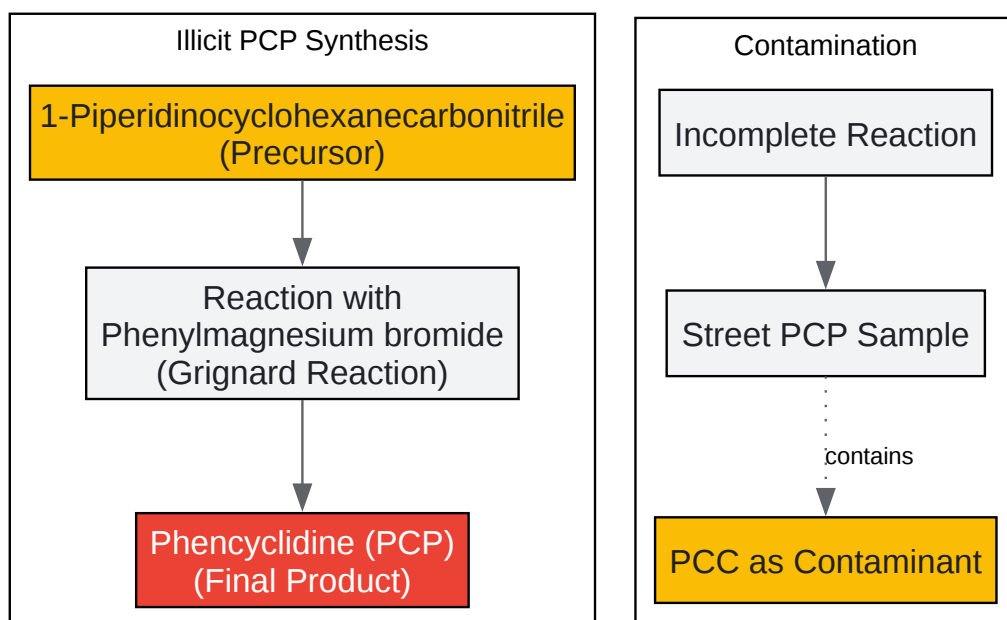 Illicit PCP Synthesis
1-Piperidinocyclohexanecarbonitrile
(Precursor)
Reaction with
Phenylmagnesium bromide
(Grignard Reaction)
Phencyclidine (PCP)
(Final Product)
Contamination
Incomplete Reaction
Street PCP Sample
contains
PCC as Contaminant